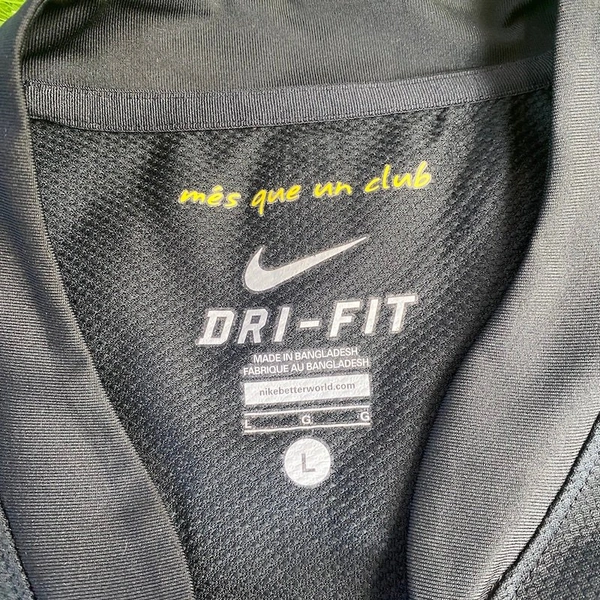 mês que un club
DRI-FIT
MADE IN BANGLADESH
FABRIQUE AU BANGLADESH
nikebetterworld.com
L G G
L